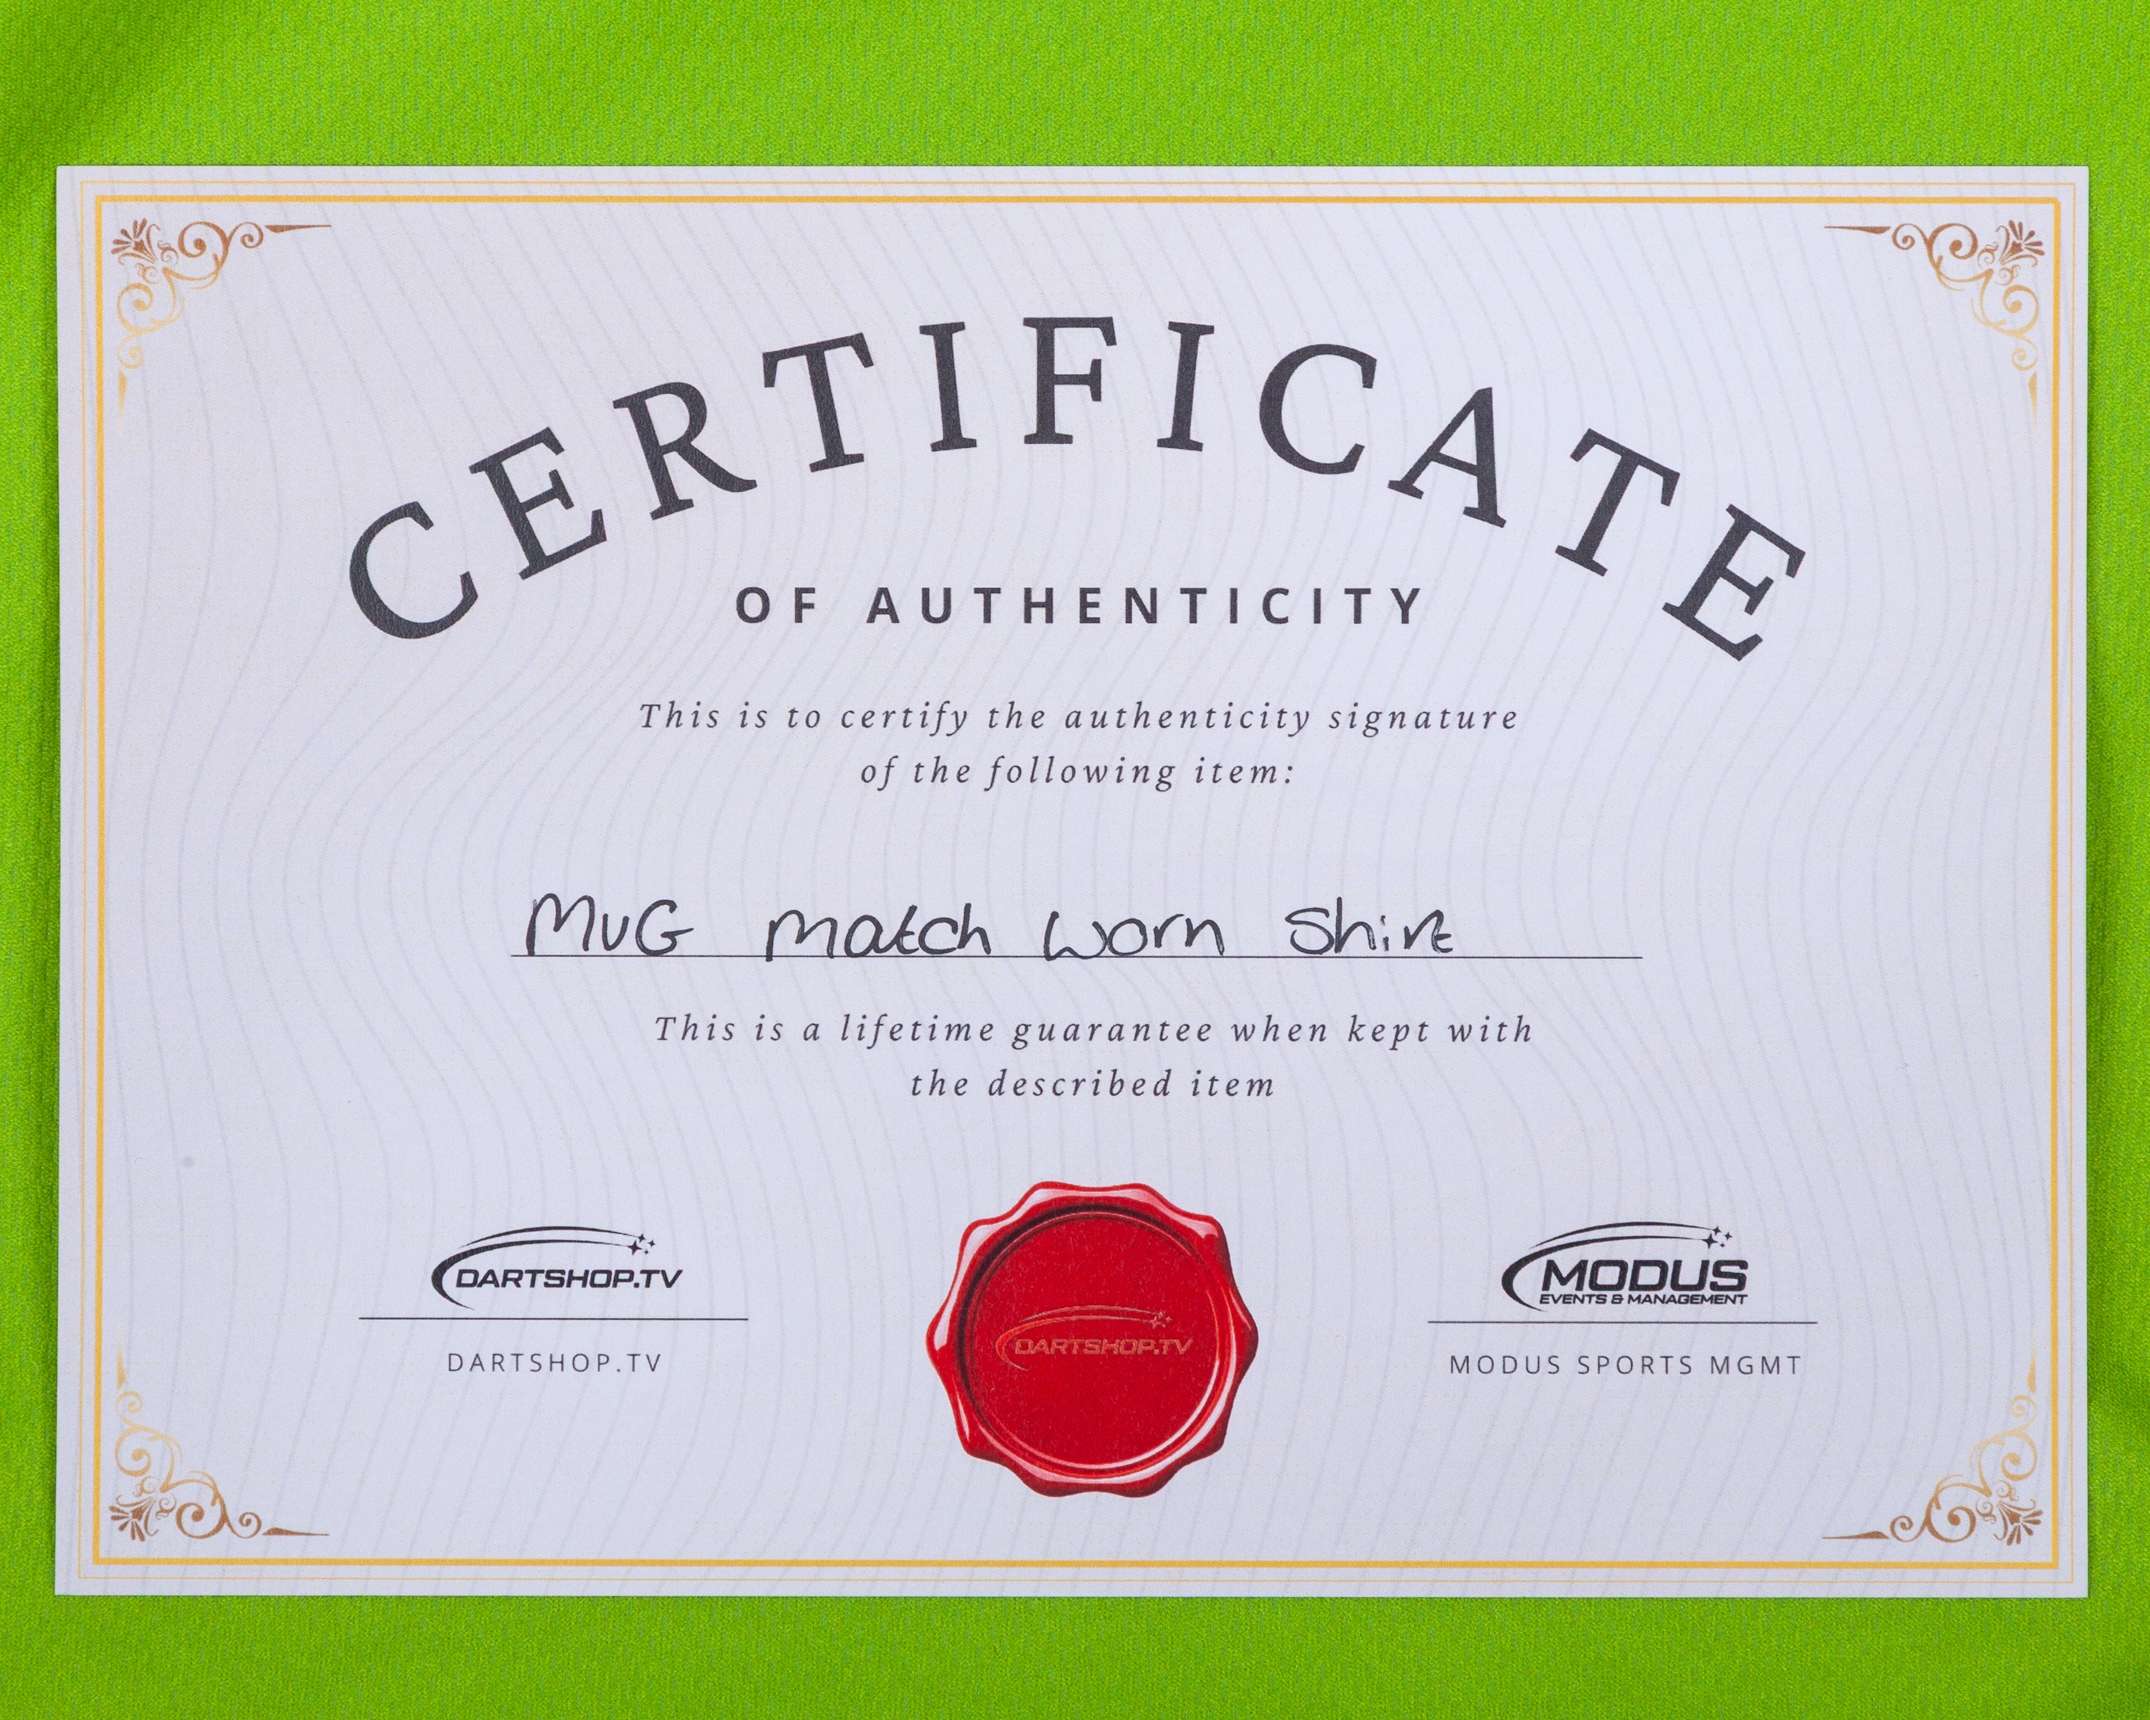 CERTIFICATE
OF AUTHENTICITY
This is to certify the authenticity signature
of the following item:
MVG match worn shirt
This is a lifetime guarantee when kept with
the described item
DARTSHOP.TV
DARTSHOP.TV
DARTSHOP.TV
MODUS
EVENTS & MANAGEMENT
MODUS SPORTS MGMT